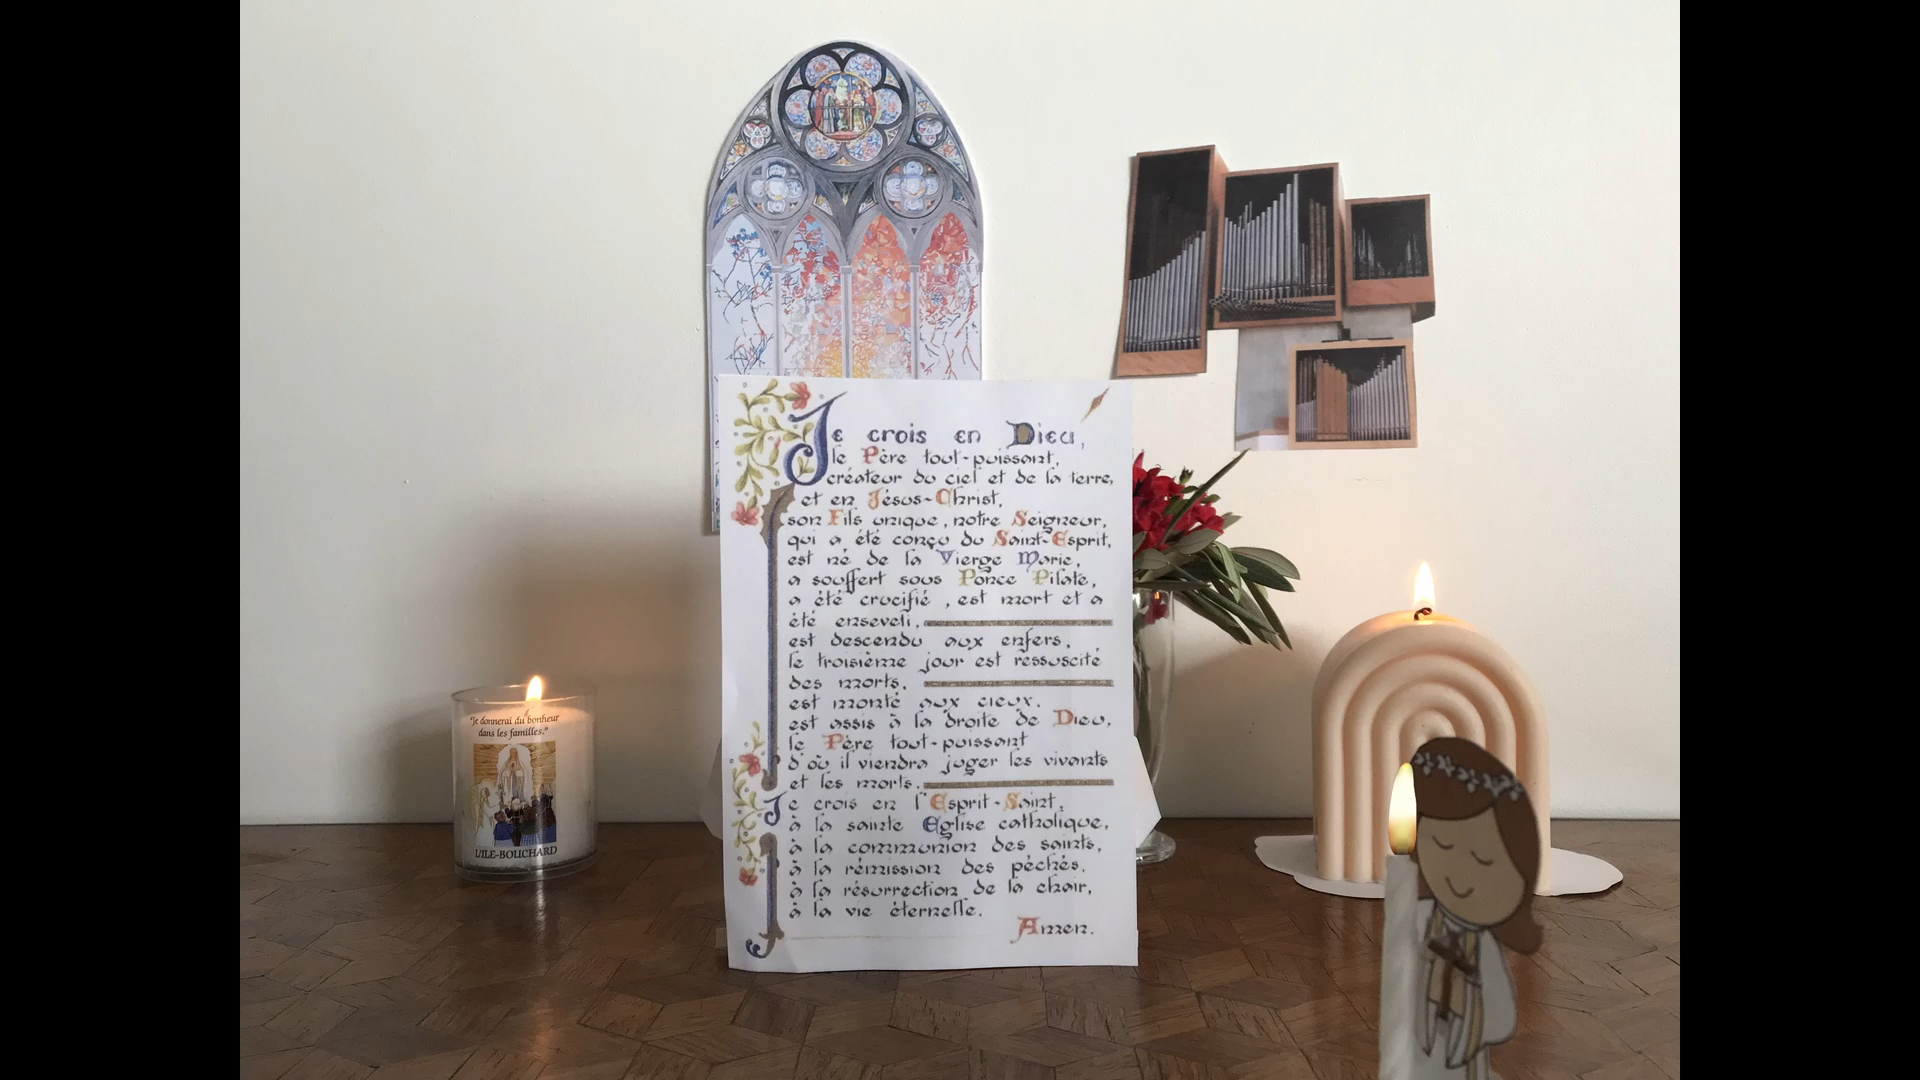 "Je donnerai du bonheur
dans les familles."
L'ILE-BOUCHARD
Je crois en Dieu,
le Père tout-puissant,
créateur du ciel et de la terre,
et en Jésus-Christ,
son Fils unique, notre Seigneur,
qui a été conçu du Saint-Esprit,
est né de la Vierge Marie,
a souffert sous Ponce Pilate,
a été crucifié, est mort et a
été enseveli,
est descendu aux enfers,
le troisième jour est ressuscité
des morts,
est monté aux cieux,
est assis à la droite de Dieu,
le Père tout-puissant
d'où il viendra juger les vivants
et les morts.
Je crois en l'Esprit-Saint,
à la sainte Eglise catholique,
à la communion des saints,
à la rémission des péchés,
à la résurrection de la chair,
à la vie éternelle.
Amen.